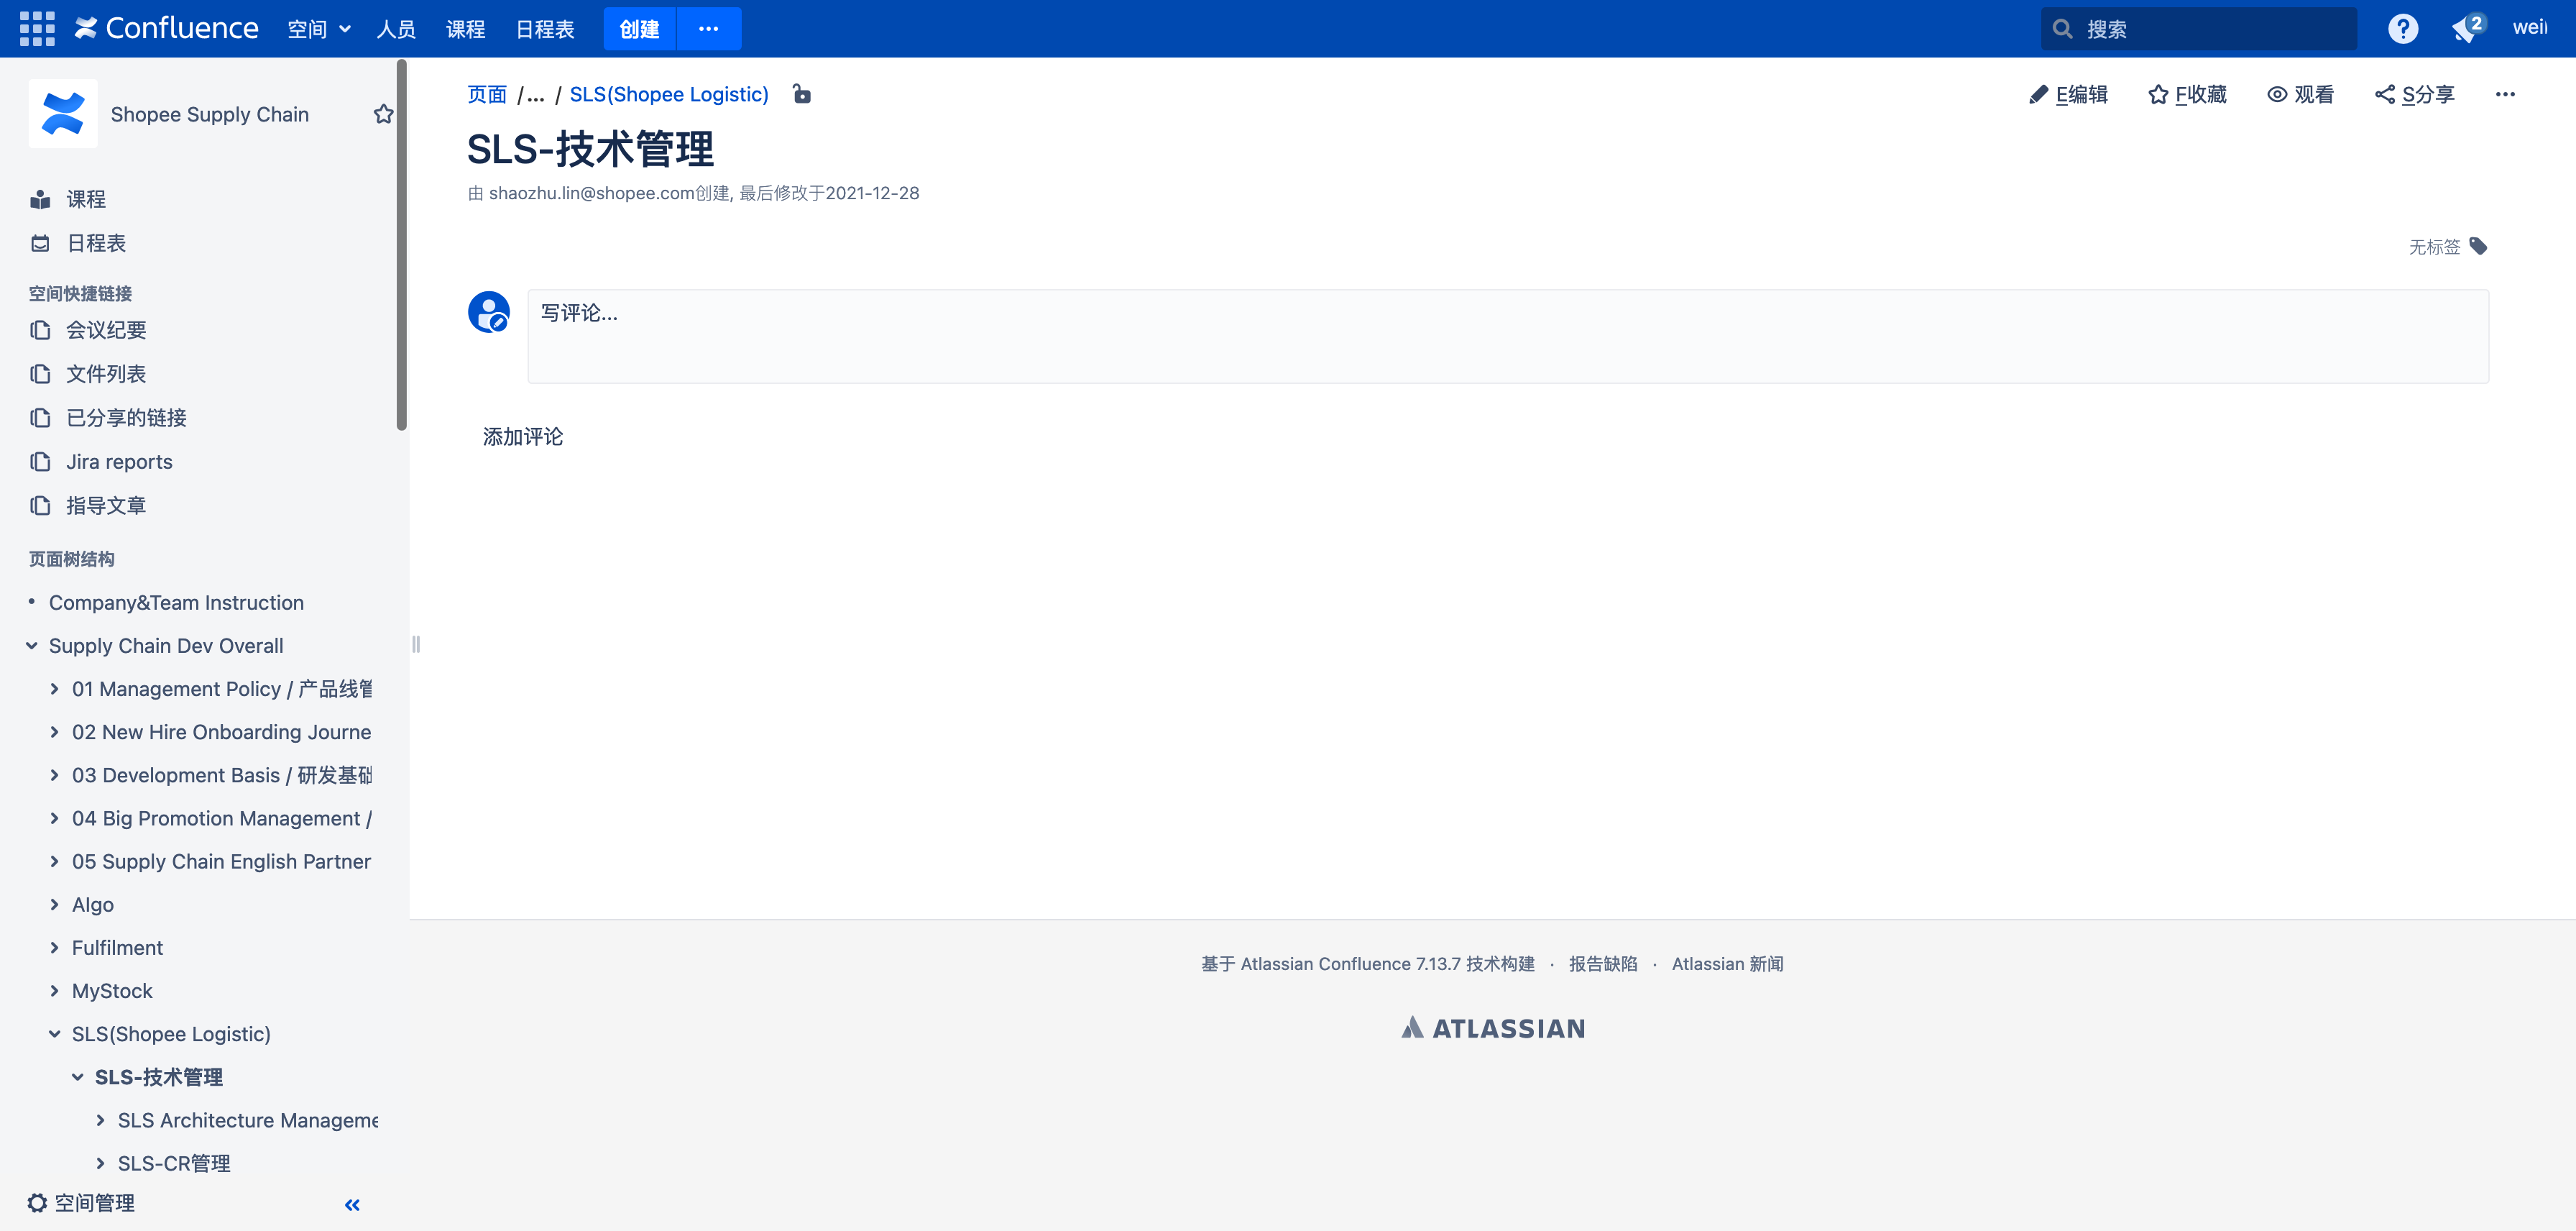 Confluence 空间 人员 课程 日程表 创建 ... 搜索 ? 2 wei
Shopee Supply Chain
课程
日程表
空间快捷链接
会议纪要
文件列表
已分享的链接
Jira reports
指导文章
页面树结构
• Company&Team Instruction
Supply Chain Dev Overall
01 Management Policy / 产品线管
02 New Hire Onboarding Journe
03 Development Basis / 研发基础
04 Big Promotion Management /
05 Supply Chain English Partner
Algo
Fulfilment
MyStock
SLS(Shopee Logistic)
SLS-技术管理
SLS Architecture Manageme
SLS-CR管理
空间管理 «
页面 /... / SLS(Shopee Logistic)
E编辑 F收藏 观看 S分享 ...
SLS-技术管理
由 shaozhu.lin@shopee.com创建, 最后修改于2021-12-28
无标签
写评论...
添加评论
基于 Atlassian Confluence 7.13.7 技术构建 · 报告缺陷 · Atlassian 新闻
ATLASSIAN